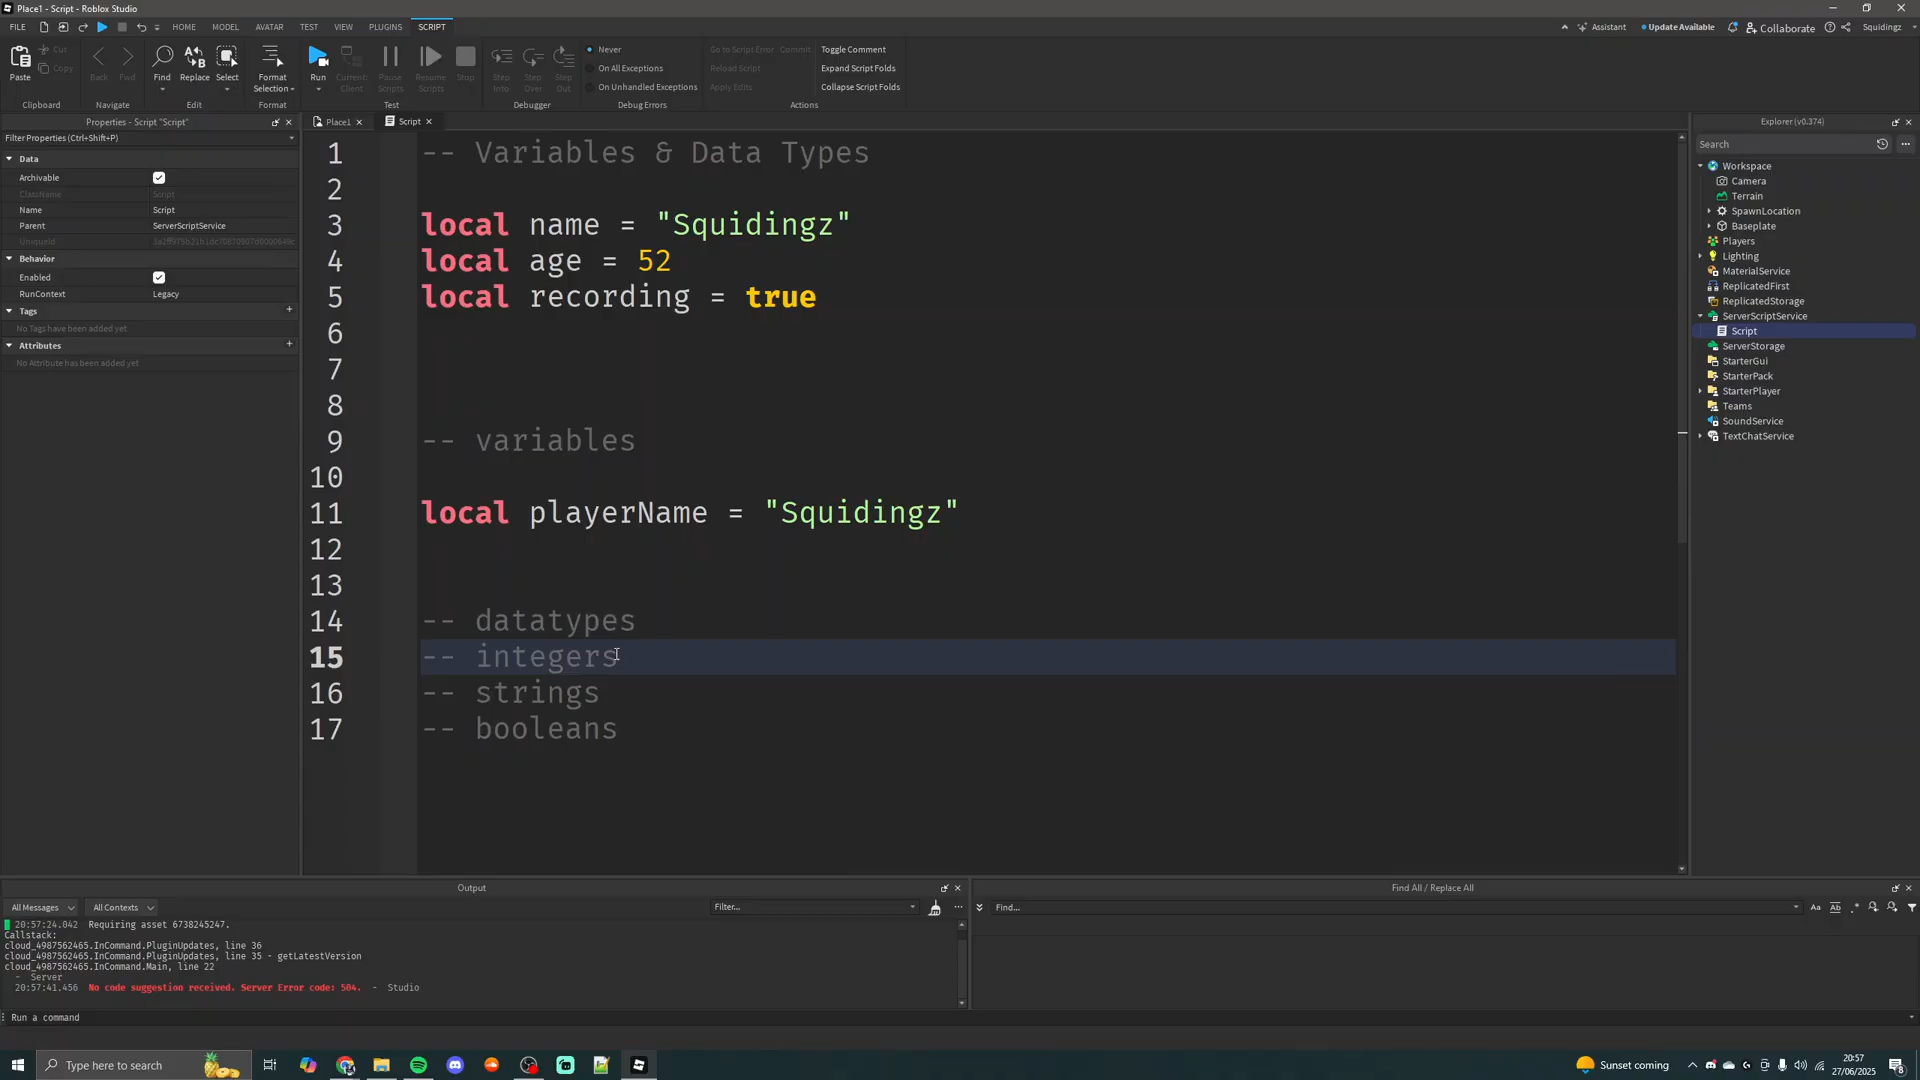 Place1 - Script - Roblox Studio
FILE HOME MODEL AVATAR TEST VIEW PLUGINS SCRIPT
Assistant Update Available Collaborate Squidingz
Paste Cut Copy Back Fwd Find Replace Select Format Selection Run Current: Client Pause Scripts Resume Scripts Stop Step Into Step Over Step Out
Never
On All Exceptions
On Unhandled Exceptions
Go to Script Error Commit
Reload Script
Apply Edits
Toggle Comment
Expand Script Folds
Collapse Script Folds
Clipboard Navigate Edit Format Test Debugger Debug Errors Actions
Properties - Script "Script"
Filter Properties (Ctrl+Shift+P)
Data
Archivable
ClassName Script
Name Script
Parent ServerScriptService
UniqueId
Behavior
Enabled
RunContext Legacy
Tags
No Tags have been added yet
Attributes
No Attribute has been added yet
Place1 Script
1 -- Variables & Data Types
2
3 local name = "Squidingz"
4 local age = 52
5 local recording = true
6
7
8
9 -- variables
10
11 local playerName = "Squidingz"
12
13
14 -- datatypes
15 -- integers
16 -- strings
17 -- booleans
Explorer (v0.374)
Search
Workspace
Camera
Terrain
SpawnLocation
Baseplate
Players
Lighting
MaterialService
ReplicatedFirst
ReplicatedStorage
ServerScriptService
Script
ServerStorage
StarterGui
StarterPack
StarterPlayer
Teams
SoundService
TextChatService
Output
All Messages All Contexts Filter...
20:57:24.042 Requiring asset 6738245247.
Callstack:
cloud_4987562465.InCommand.PluginUpdates, line 36
cloud_4987562465.InCommand.PluginUpdates, line 35 - getLatestVersion
cloud_4987562465.InCommand.Main, line 22
- Server
20:57:41.456 No code suggestion received. Server Error code: 504. - Studio
Find All / Replace All
Find... Aa Ab .*
Run a command
Type here to search
Sunset coming
20:57
27/06/2025
8